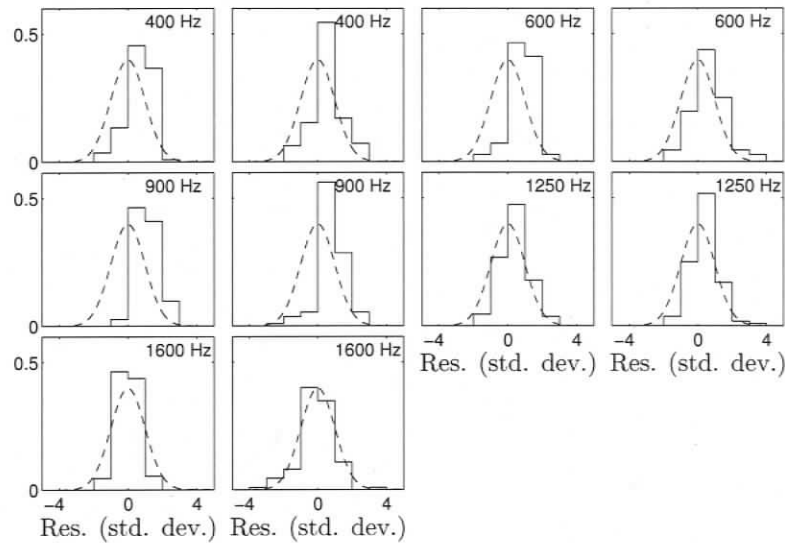 400 Hz 400 Hz 600 Hz 600 Hz
0.5
0
900 Hz 900 Hz 1250 Hz 1250 Hz
0.5
0
-4 0 4 -4 0 4
1600 Hz 1600 Hz Res. (std. dev.) Res. (std. dev.)
0.5
0
-4 0 4 -4 0 4
Res. (std. dev.) Res. (std. dev.)